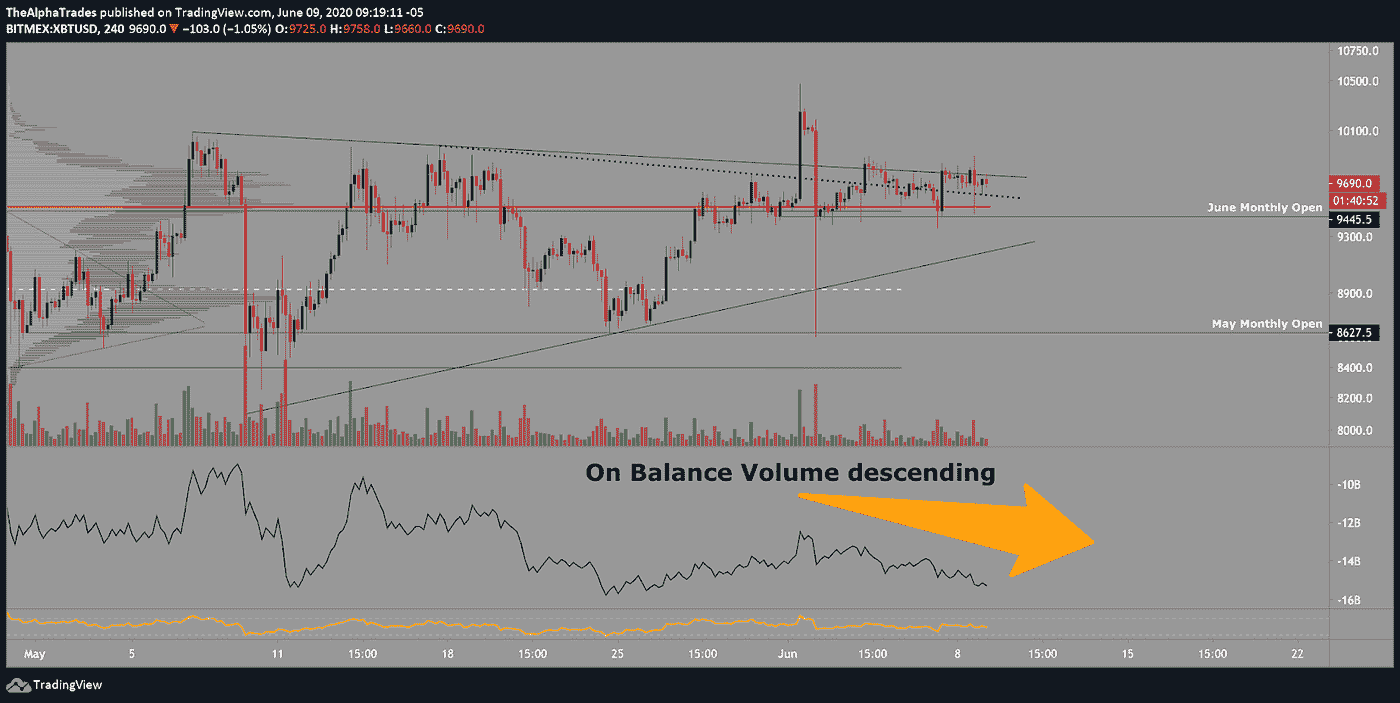 TheAlphaTrades published on TradingView.com, June 09, 2020 09:19:11 -05
BITMEX:XBTUSD, 240 9690.0 ▼ −103.0 (−1.05%) O:9725.0 H:9758.0 L:9660.0 C:9690.0
10750.0
10500.0
10100.0
9690.0
01:40:52
June Monthly Open
9445.5
9300.0
8900.0
May Monthly Open
8627.5
8400.0
8200.0
8000.0
On Balance Volume descending
-10B
-12B
-14B
-16B
May 5 11 15:00 18 15:00 25 15:00 Jun 15:00 8 15:00 15 15:00 22
TradingView